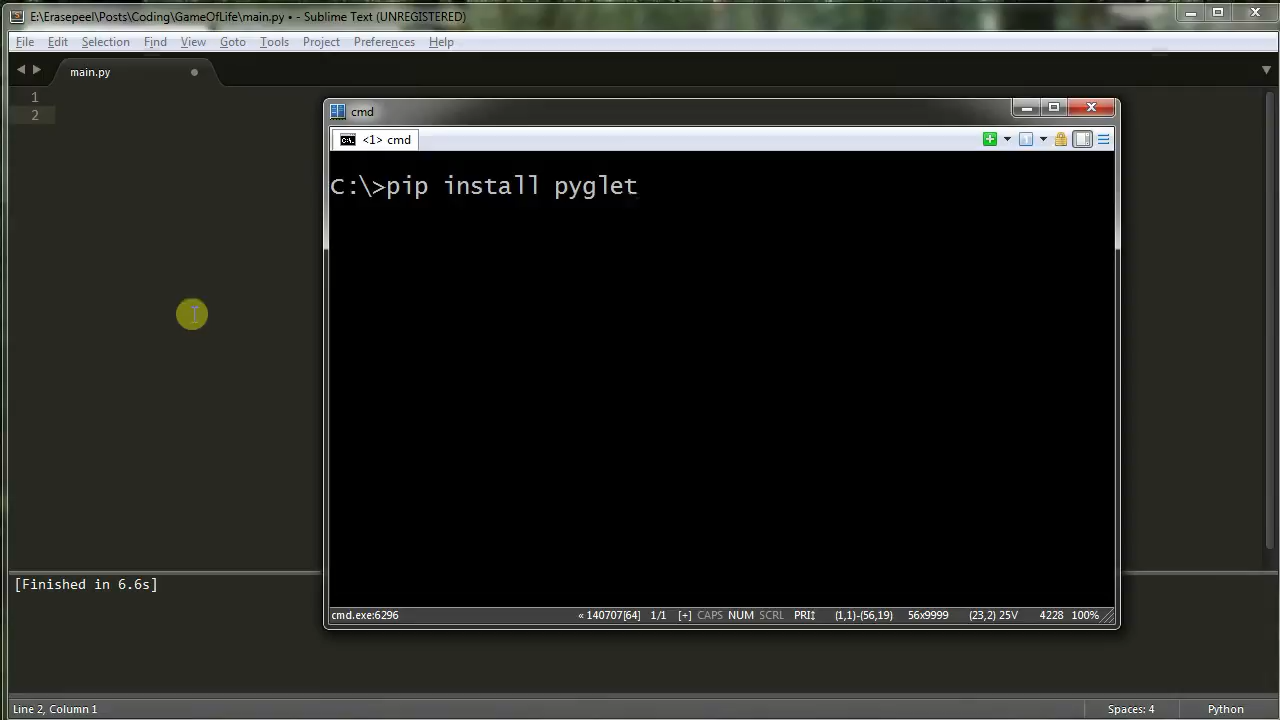 E:\Erasepeel\Posts\Coding\GameOfLife\main.py • - Sublime Text (UNREGISTERED)
File Edit Selection Find View Goto Tools Project Preferences Help
main.py
1
2
cmd
<1> cmd
C:\>pip install pyglet
cmd.exe:6296 « 140707[64] 1/1 [+] CAPS NUM SCRL PRI↕ (1,1)-(56,19) 56x9999 (23,2) 25V 4228 100%
[Finished in 6.6s]
Line 2, Column 1 Spaces: 4 Python